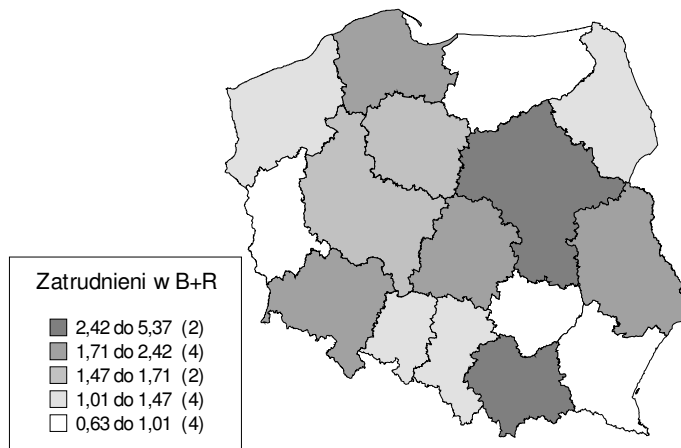 Zatrudnieni w B+R
2,42 do 5,37 (2)
1,71 do 2,42 (4)
1,47 do 1,71 (2)
1,01 do 1,47 (4)
0,63 do 1,01 (4)